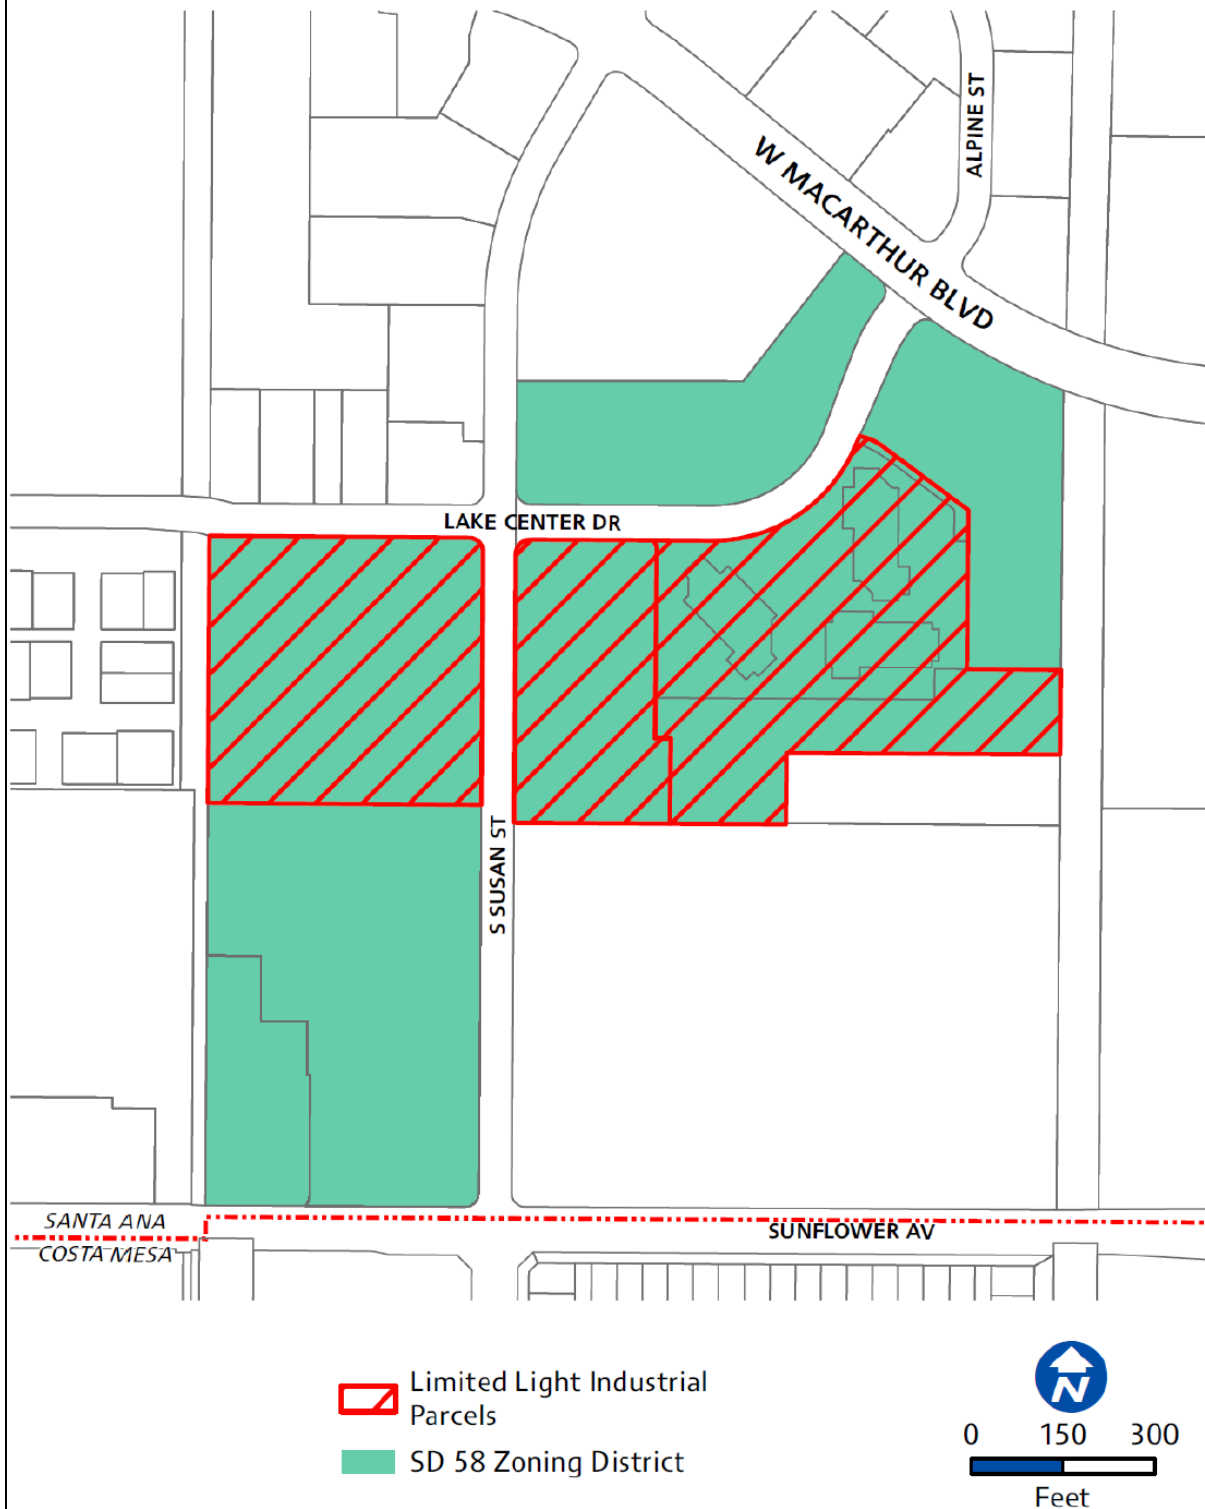 ALPINE ST
W MACARTHUR BLVD
LAKE CENTER DR
S SUSAN ST
SANTA ANA
SUNFLOWER AV
COSTA MESA
Limited Light Industrial
Parcels
SD 58 Zoning District
N
0 150 300
Feet